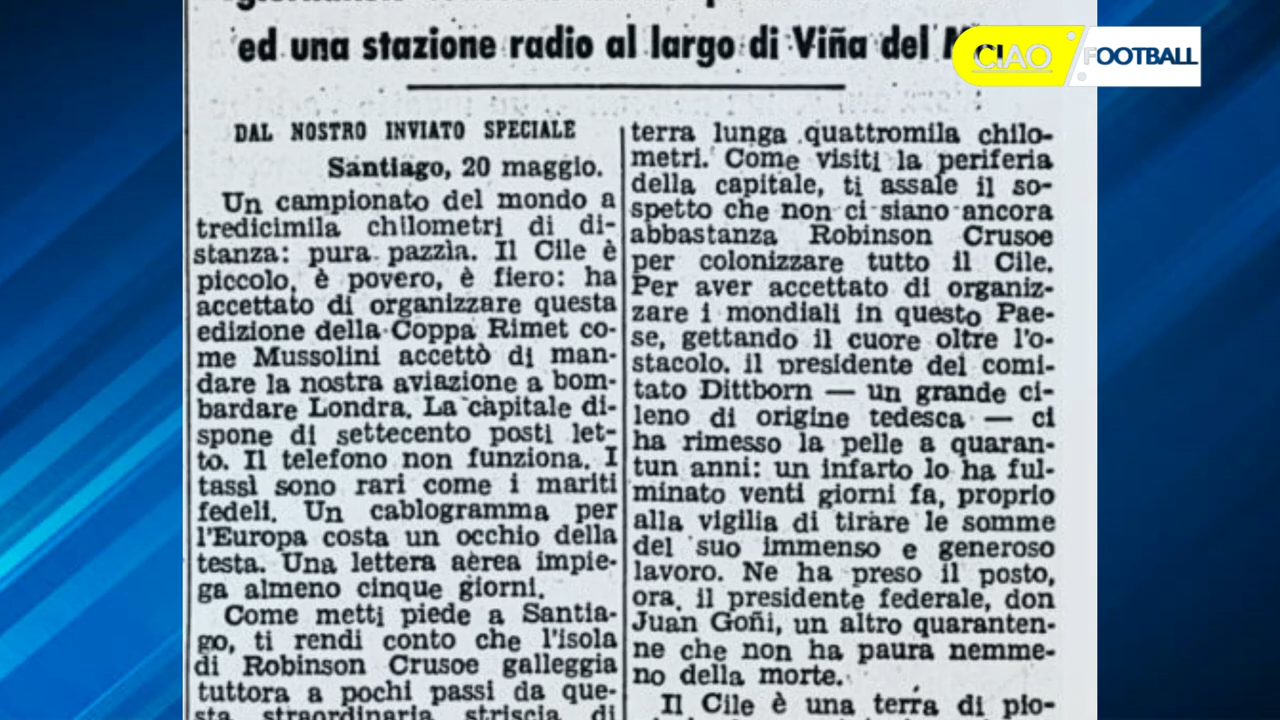 ed una stazione radio al largo di Viña del
CIAO FOOTBALL
DAL NOSTRO INVIATO SPECIALE
Santiago, 20 maggio.
Un campionato del mondo a
tredicimila chilometri di di-
stanza: pura pazzìa. Il Cile è
piccolo, è povero, è fiero: ha
accettato di organizzare questa
edizione della Coppa Rimet co-
me Mussolini accettò di man-
dare la nostra aviazione a bom-
bardare Londra. La capitale di-
spone di settecento posti let-
to. Il telefono non funziona. I
tassì sono rari come i mariti
fedeli. Un cablogramma per
l'Europa costa un occhio della
testa. Una lettera aerea impie-
ga almeno cinque giorni.
Come metti piede a Santia-
go, ti rendi conto che l'isola
di Robinson Crusoe galleggia
tuttora a pochi passi da que-
sta straordinaria striscia di
terra lunga quattromila chilo-
metri. Come visiti la periferia
della capitale, ti assale il so-
spetto che non ci siano ancora
abbastanza Robinson Crusoe
per colonizzare tutto il Cile.
Per aver accettato di organiz-
zare i mondiali in questo Pae-
se, gettando il cuore oltre l'o-
stacolo, il presidente del comi-
tato Dittborn — un grande ci-
leno di origine tedesca — ci
ha rimesso la pelle a quaran-
tun anni: un infarto lo ha ful-
minato venti giorni fa, proprio
alla vigilia di tirare le somme
del suo immenso e generoso
lavoro. Ne ha preso il posto,
ora, il presidente federale, don
Juan Goñi, un altro quaranten-
ne che non ha paura nemme-
no della morte.
Il Cile è una terra di pio-